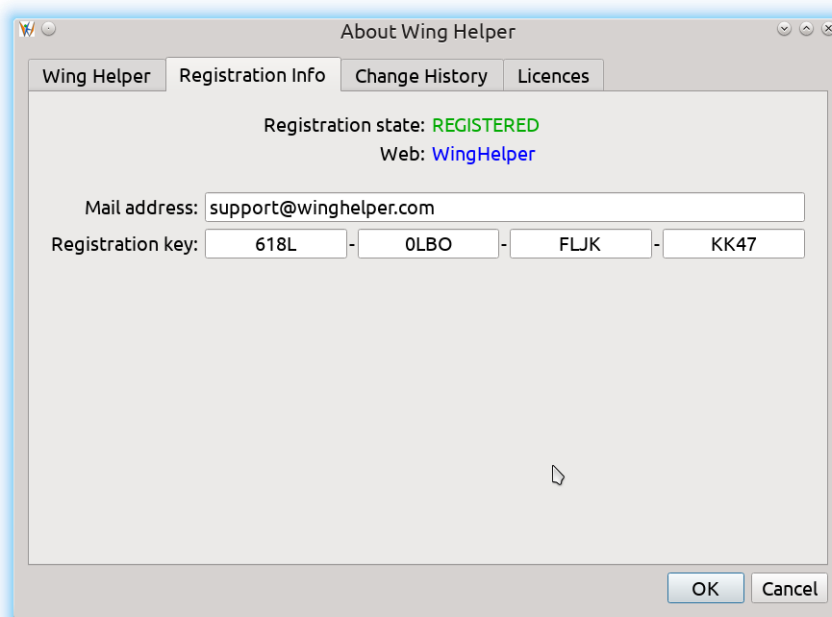 About Wing Helper
Wing Helper Registration Info Change History Licences
Registration state: REGISTERED
Web: WingHelper
Mail address: support@winghelper.com
Registration key: 618L - 0LBO - FLJK - KK47
OK Cancel